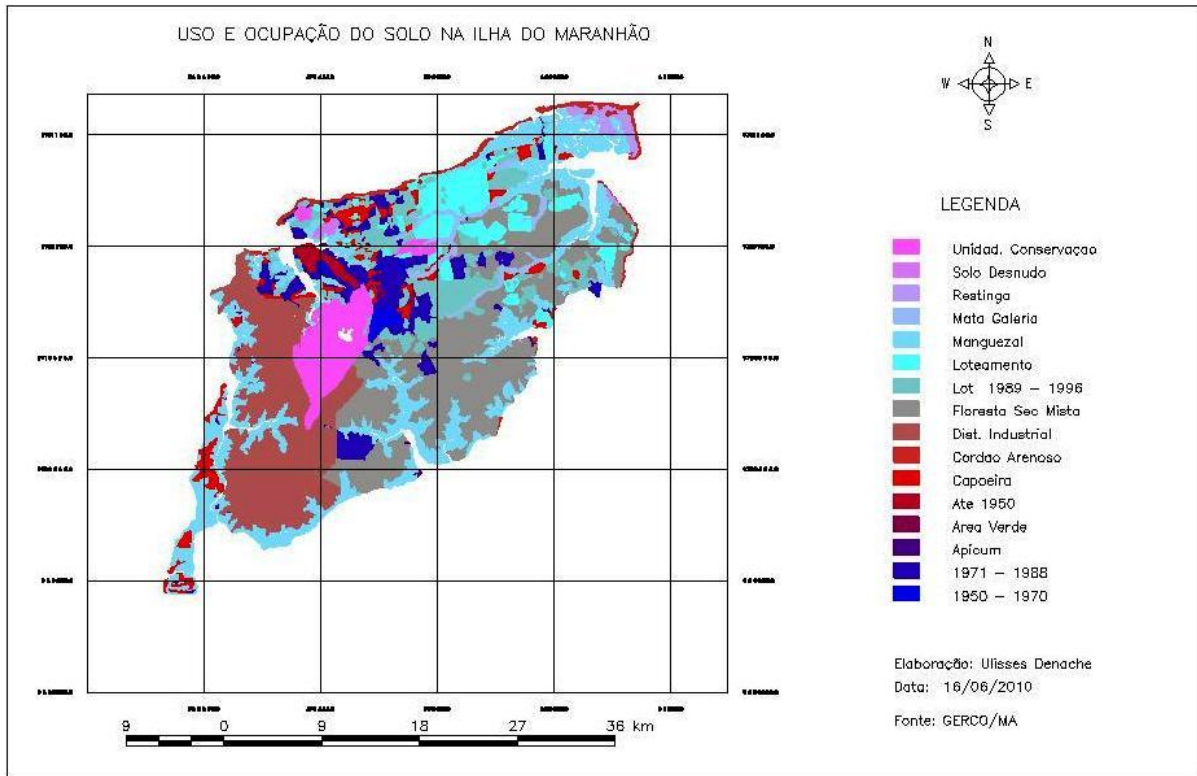 USO E OCUPAÇÃO DO SOLO NA ILHA DO MARANHÃO
N
W E
S
LEGENDA
Unidad. Conservaçao
Solo Desnudo
Restinga
Mata Galeria
Manguezal
Loteamento
Lot 1989 - 1996
Floresta Sec Mista
Dist. Industrial
Cordao Arenoso
Capoeira
Ate 1950
Area Verde
Apicum
1971 - 1988
1950 - 1970
Elaboração: Ulisses Denache
Data: 16/06/2010
Fonte: GERCO/MA
9 0 9 18 27 36 km